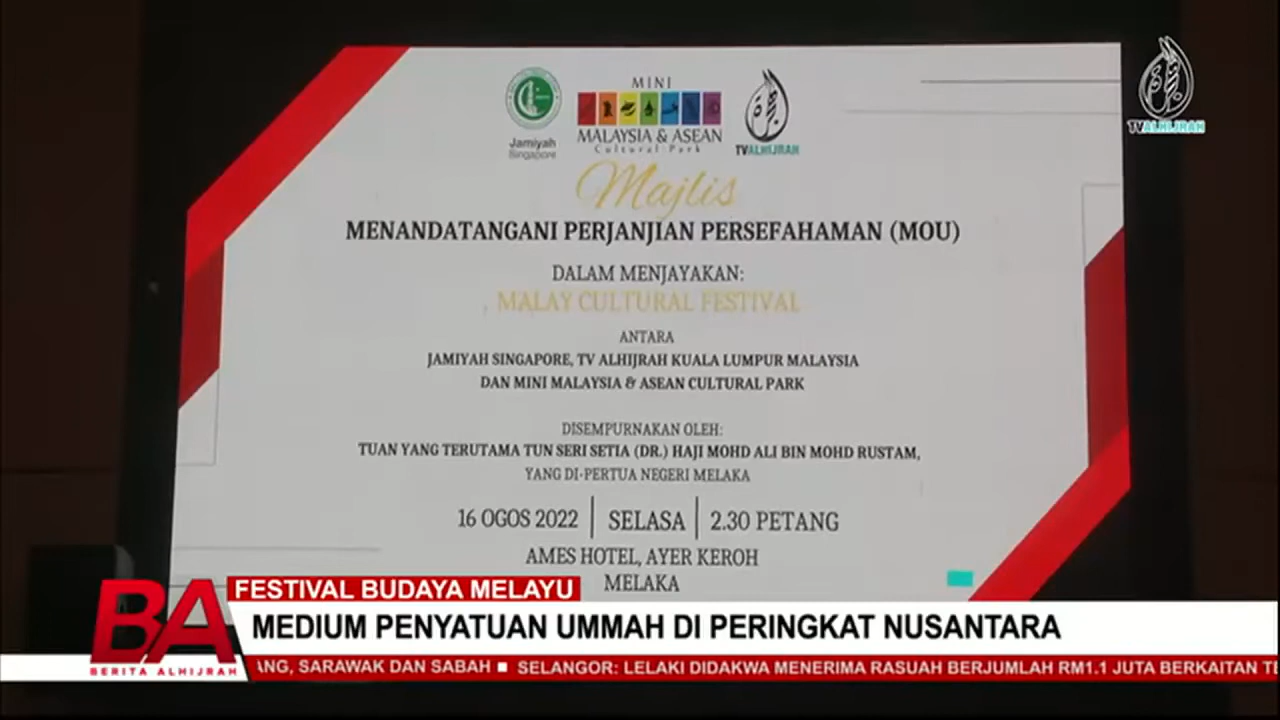 Jamiyah
Singapore
MINI
MALAYSIA & ASEAN
Cultural Park
TVALHIJRAH
TVALHIJRAH
Majlis
MENANDATANGANI PERJANJIAN PERSEFAHAMAN (MOU)
DALAM MENJAYAKAN:
MALAY CULTURAL FESTIVAL
ANTARA
JAMIYAH SINGAPORE, TV ALHIJRAH KUALA LUMPUR MALAYSIA
DAN MINI MALAYSIA & ASEAN CULTURAL PARK
DISEMPURNAKAN OLEH:
TUAN YANG TERUTAMA TUN SERI SETIA (DR.) HAJI MOHD ALI BIN MOHD RUSTAM,
YANG DI-PERTUA NEGERI MELAKA
16 OGOS 2022 | SELASA | 2.30 PETANG
AMES HOTEL, AYER KEROH
MELAKA
BA
BERITA ALHIJRAH
FESTIVAL BUDAYA MELAYU
MEDIUM PENYATUAN UMMAH DI PERINGKAT NUSANTARA
ANG, SARAWAK DAN SABAH ■ SELANGOR: LELAKI DIDAKWA MENERIMA RASUAH BERJUMLAH RM1.1 JUTA BERKAITAN TE